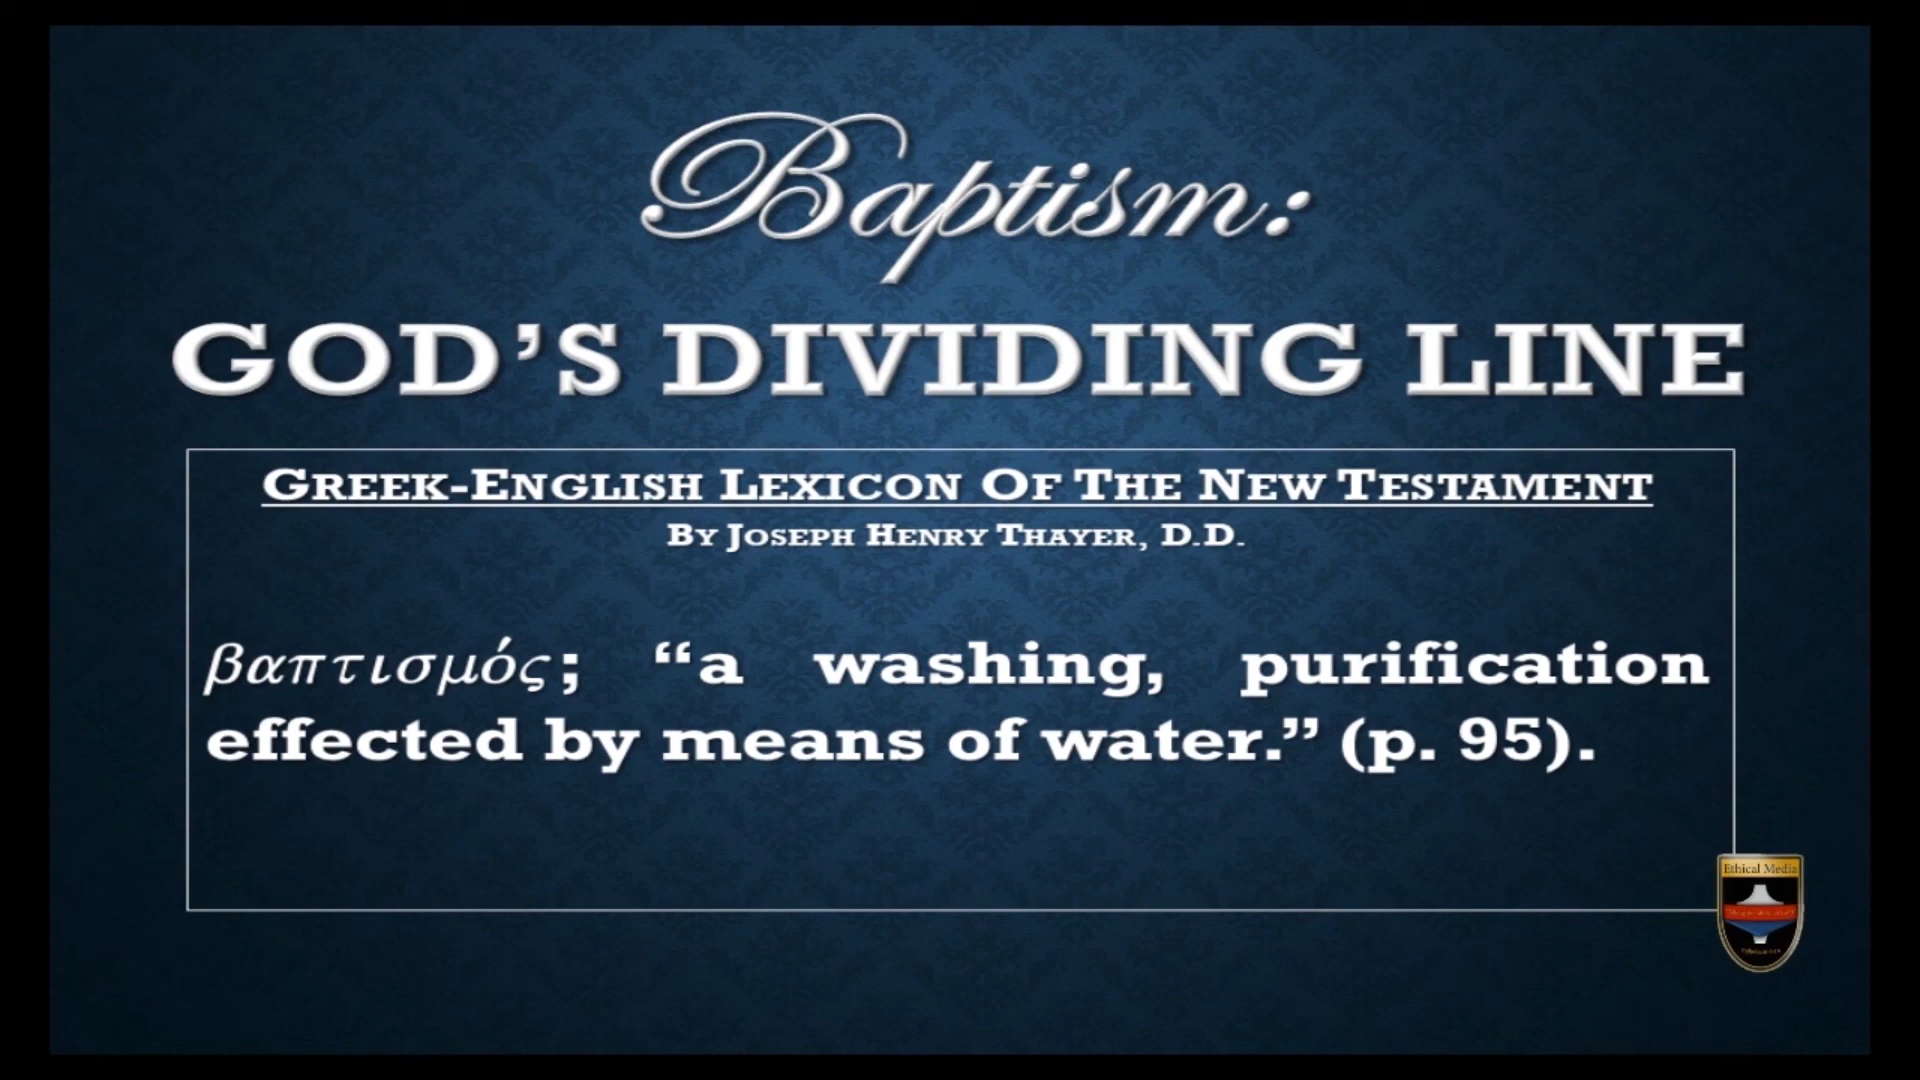 Baptism:
GOD’S DIVIDING LINE
GREEK-ENGLISH LEXICON OF THE NEW TESTAMENT
BY JOSEPH HENRY THAYER, D.D.
βαπτισμός; “a washing, purification
effected by means of water.” (p. 95).
Ethical Media